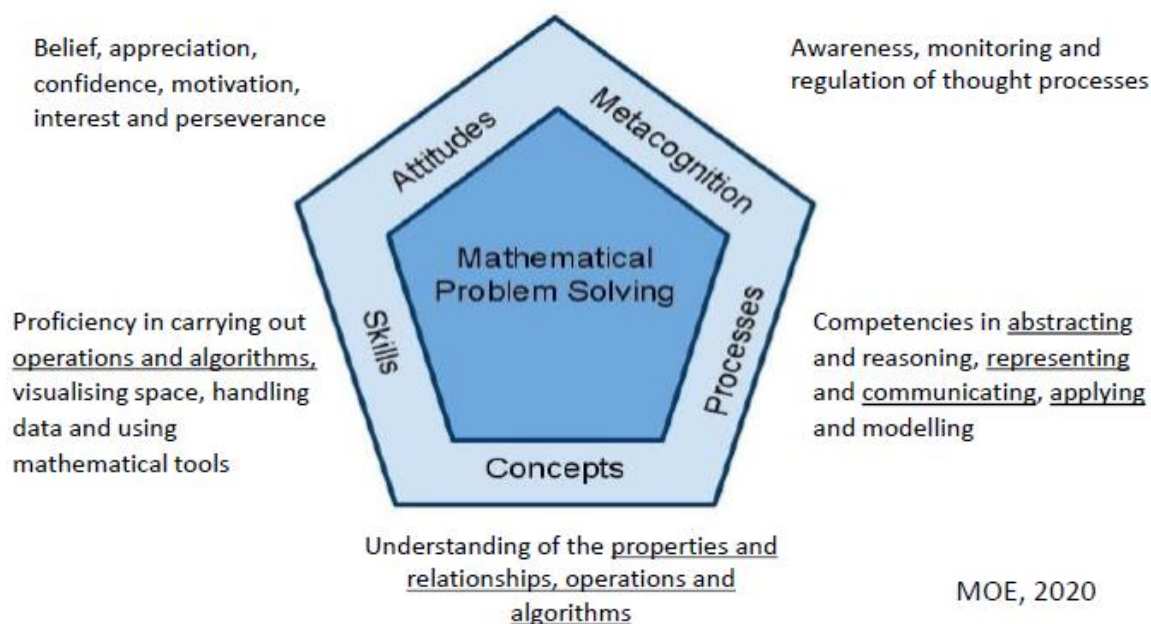 Belief, appreciation,
confidence, motivation,
interest and perseverance
Awareness, monitoring and
regulation of thought processes
Attitudes
Metacognition
Mathematical
Problem Solving
Skills
Processes
Concepts
Proficiency in carrying out
operations and algorithms,
visualising space, handling
data and using
mathematical tools
Competencies in abstracting
and reasoning, representing
and communicating, applying
and modelling
Understanding of the properties and
relationships, operations and
algorithms
MOE, 2020